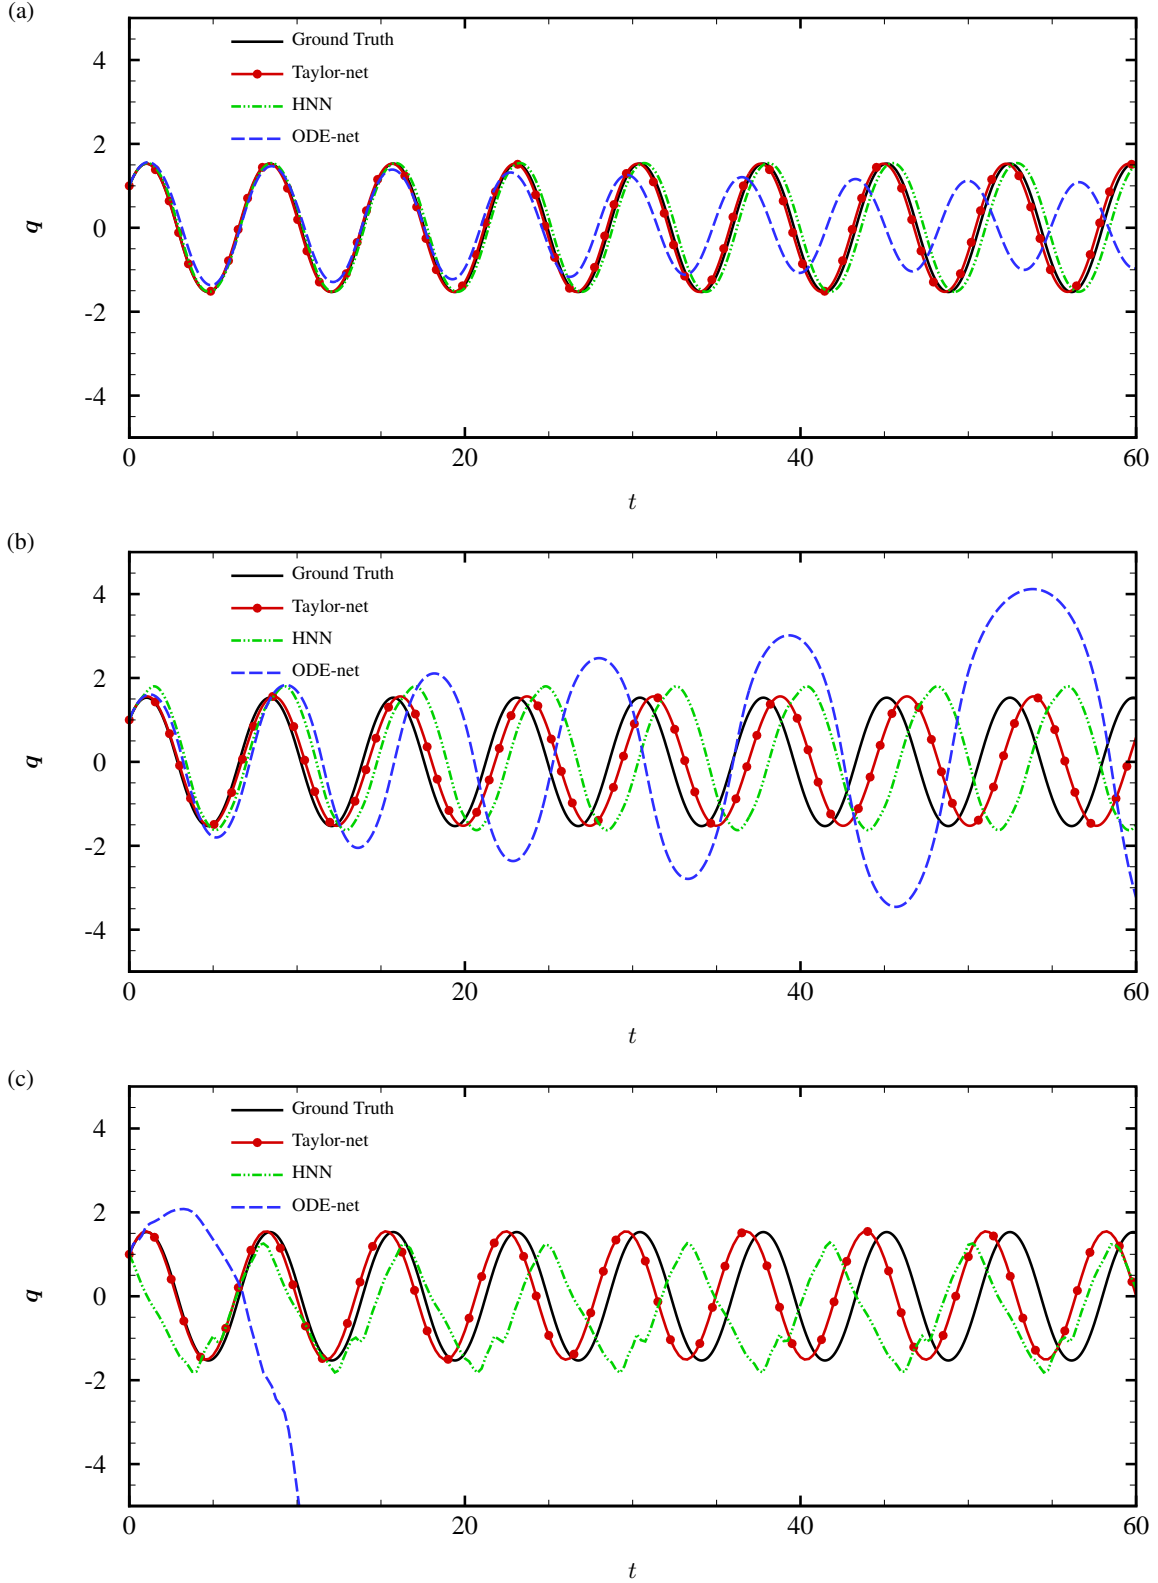 (a)
Ground Truth
Taylor-net
HNN
ODE-net
4
2
0
-2
-4
q
0 20 40 60
t
(b)
Ground Truth
Taylor-net
HNN
ODE-net
4
2
0
-2
-4
q
0 20 40 60
t
(c)
Ground Truth
Taylor-net
HNN
ODE-net
4
2
0
-2
-4
q
0 20 40 60
t